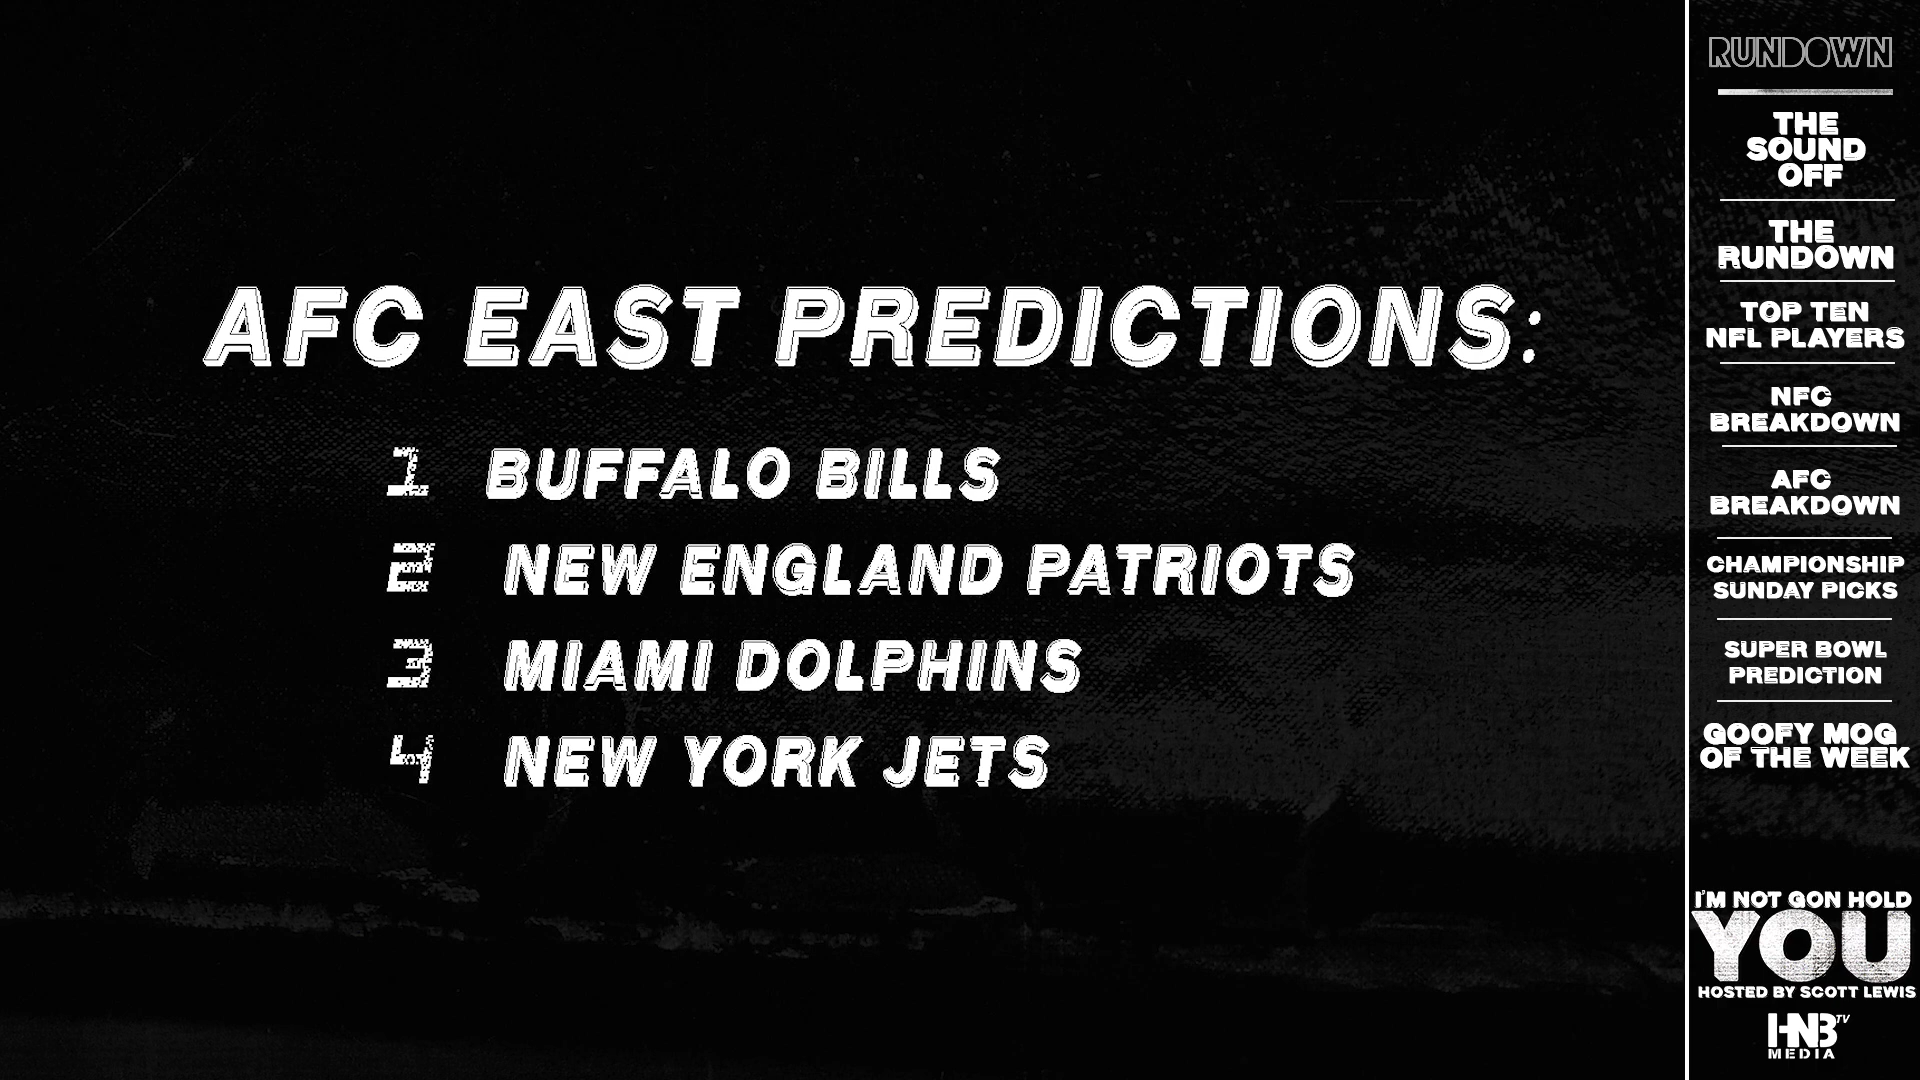 AFC EAST PREDICTIONS:
1 BUFFALO BILLS
2 NEW ENGLAND PATRIOTS
3 MIAMI DOLPHINS
4 NEW YORK JETS
RUNDOWN
THE
SOUND
OFF
THE
RUNDOWN
TOP TEN
NFL PLAYERS
NFC
BREAKDOWN
AFC
BREAKDOWN
CHAMPIONSHIP
SUNDAY PICKS
SUPER BOWL
PREDICTION
GOOFY MOG
OF THE WEEK
I'M NOT GON HOLD
YOU
HOSTED BY SCOTT LEWIS
HNB TV
MEDIA